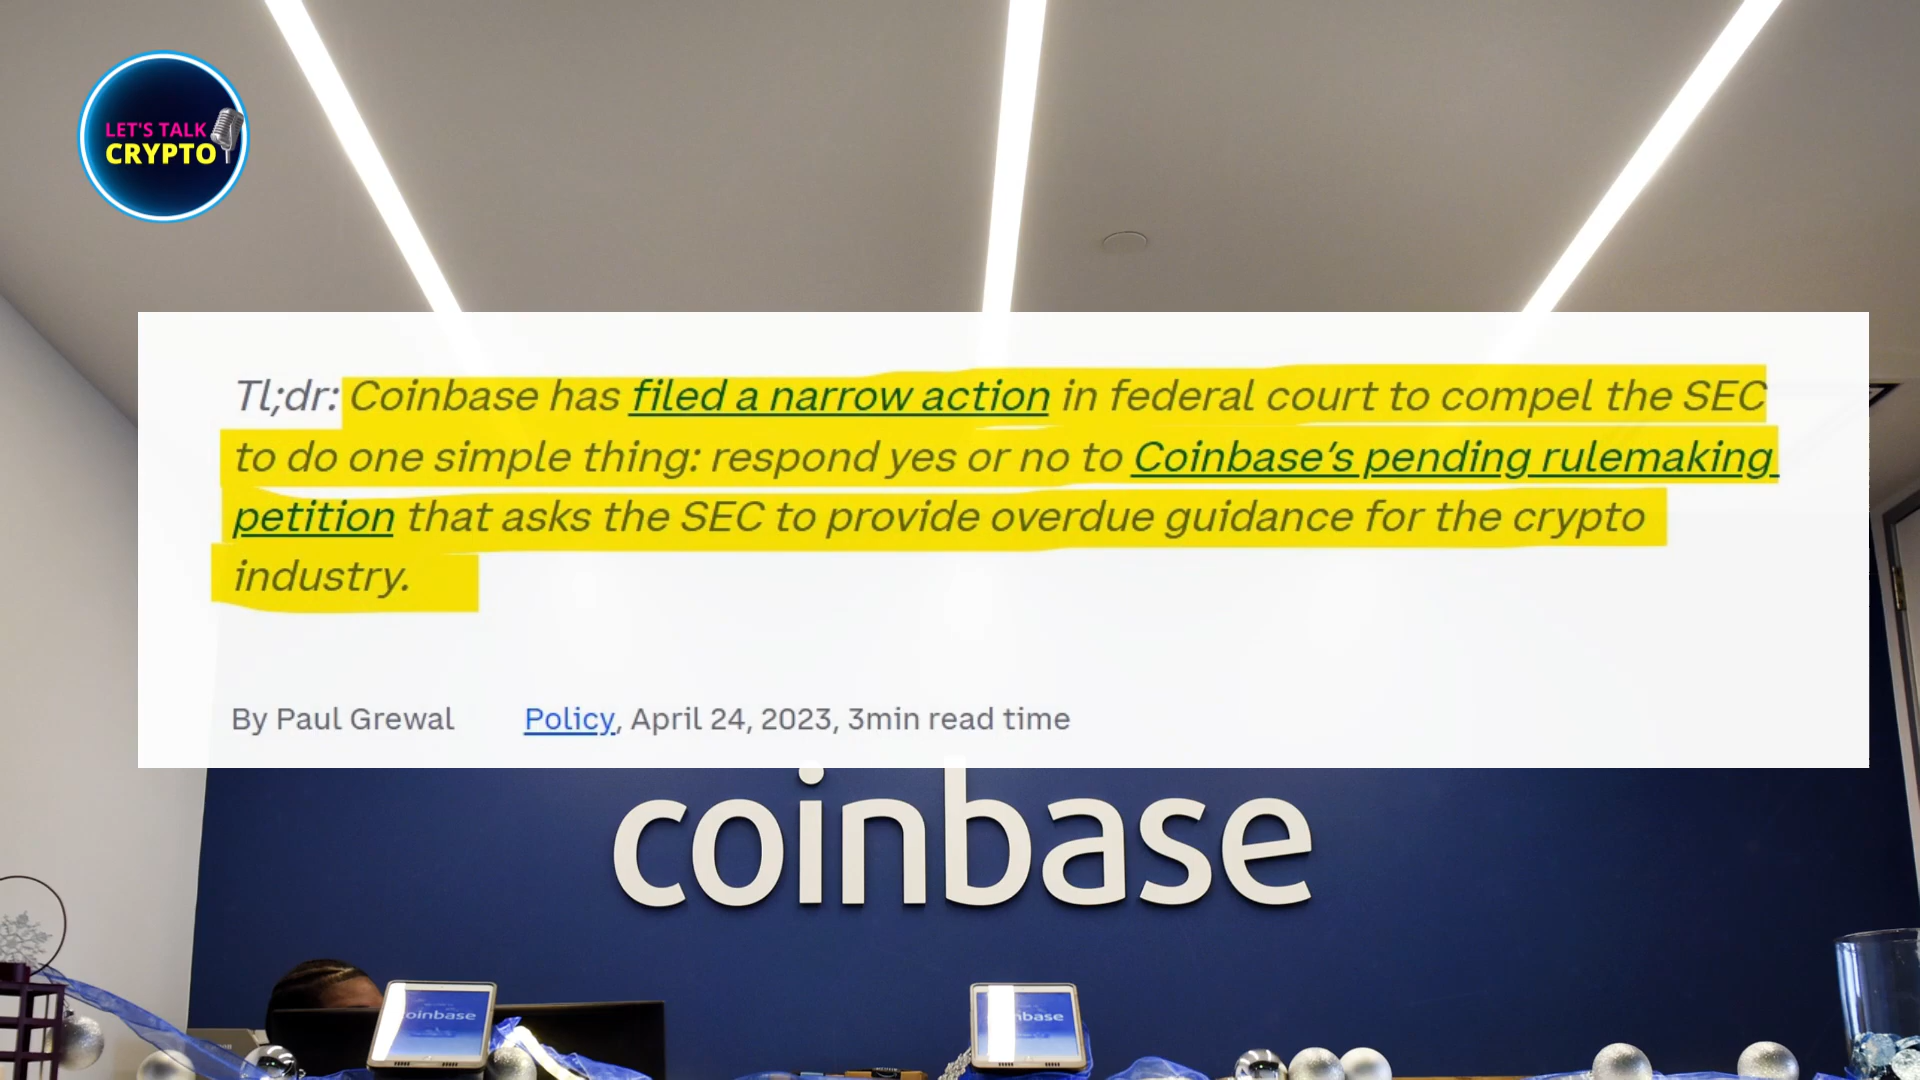 LET'S TALK
CRYPTO
Tl;dr: Coinbase has filed a narrow action in federal court to compel the SEC
to do one simple thing: respond yes or no to Coinbase's pending rulemaking
petition that asks the SEC to provide overdue guidance for the crypto
industry.
By Paul Grewal Policy, April 24, 2023, 3min read time
coinbase
oinbase
nbase